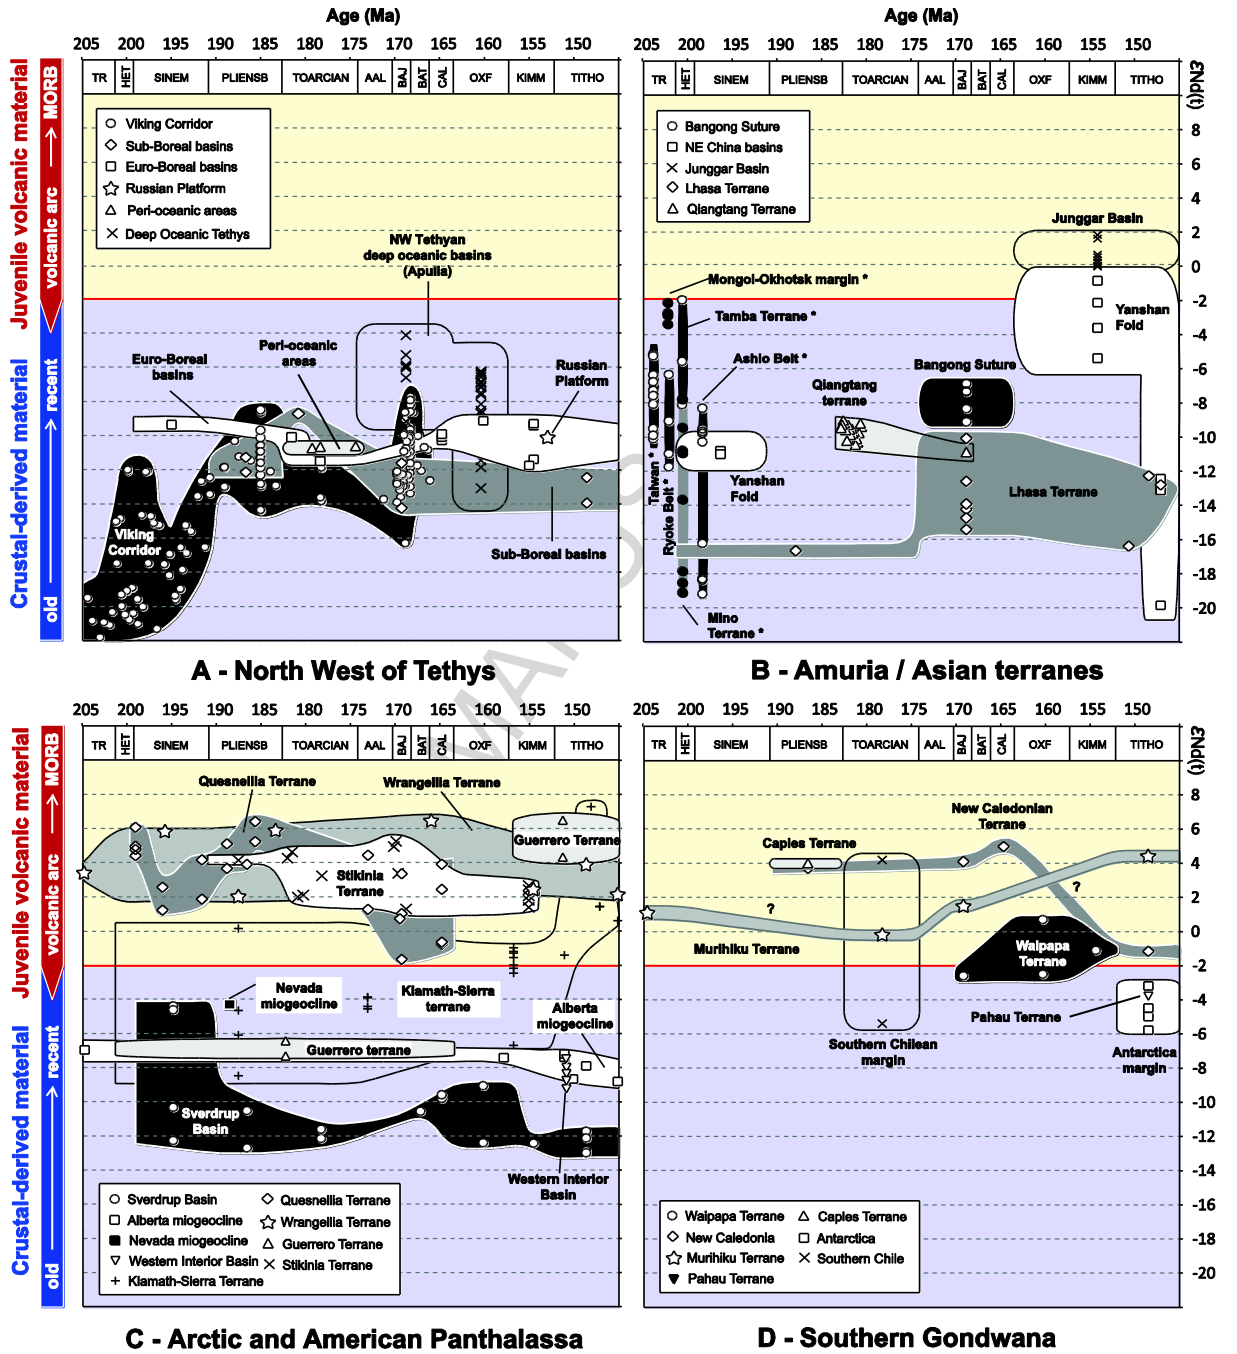 Age (Ma)
205 200 195 190 185 180 175 170 165 160 155 150
TR HET SINEM PLIENSB TOARCIAN AAL BAJ BAT CAL OXF KIMM TITHO
Juvenile volcanic material
volcanic arc → MORB
Crustal-derived material
old → recent
Viking Corridor
Sub-Boreal basins
Euro-Boreal basins
Russian Platform
Peri-oceanic areas
Deep Oceanic Tethys
NW Tethyan
deep oceanic basins
(Apulia)
Peri-oceanic
areas
Euro-Boreal
basins
Russian
Platform
Viking
Corridor
Sub-Boreal basins
A - North West of Tethys
Age (Ma)
205 200 195 190 185 180 175 170 165 160 155 150
TR HET SINEM PLIENSB TOARCIAN AAL BAJ BAT CAL OXF KIMM TITHO
εNd(t)
8
6
4
2
0
-2
-4
-6
-8
-10
-12
-14
-16
-18
-20
Bangong Suture
NE China basins
Junggar Basin
Lhasa Terrane
Qiangtang Terrane
Junggar Basin
Mongol-Okhotsk margin *
Tamba Terrane *
Yanshan
Fold
Ashio Belt *
Bangong Suture
Qiangtang
terrane
Taiwan *
Ryoke Belt *
Yanshan
Fold
Lhasa Terrane
Mino
Terrane *
B - Amuria / Asian terranes
205 200 195 190 185 180 175 170 165 160 155 150
TR HET SINEM PLIENSB TOARCIAN AAL BAJ BAT CAL OXF KIMM TITHO
Juvenile volcanic material
volcanic arc → MORB
Crustal-derived material
old → recent
Quesnellia Terrane
Wrangellia Terrane
Guerrero Terrane
Stikinia
Terrane
Nevada
miogeocline
Klamath-Sierra
terrane
Alberta
miogeocline
Guerrero terrane
Sverdrup
Basin
Western Interior
Basin
Sverdrup Basin
Alberta miogeocline
Nevada miogeocline
Western Interior Basin
Klamath-Sierra Terrane
Quesnellia Terrane
Wrangellia Terrane
Guerrero Terrane
Stikinia Terrane
C - Arctic and American Panthalassa
205 200 195 190 185 180 175 170 165 160 155 150
TR HET SINEM PLIENSB TOARCIAN AAL BAJ BAT CAL OXF KIMM TITHO
εNd(t)
8
6
4
2
0
-2
-4
-6
-8
-10
-12
-14
-16
-18
-20
New Caledonian
Terrane
Caples Terrane
?
?
Murihiku Terrane
Waipapa
Terrane
Pahau Terrane
Southern Chilean
margin
Antarctica
margin
Waipapa Terrane
New Caledonia
Murihiku Terrane
Pahau Terrane
Caples Terrane
Antarctica
Southern Chile
D - Southern Gondwana